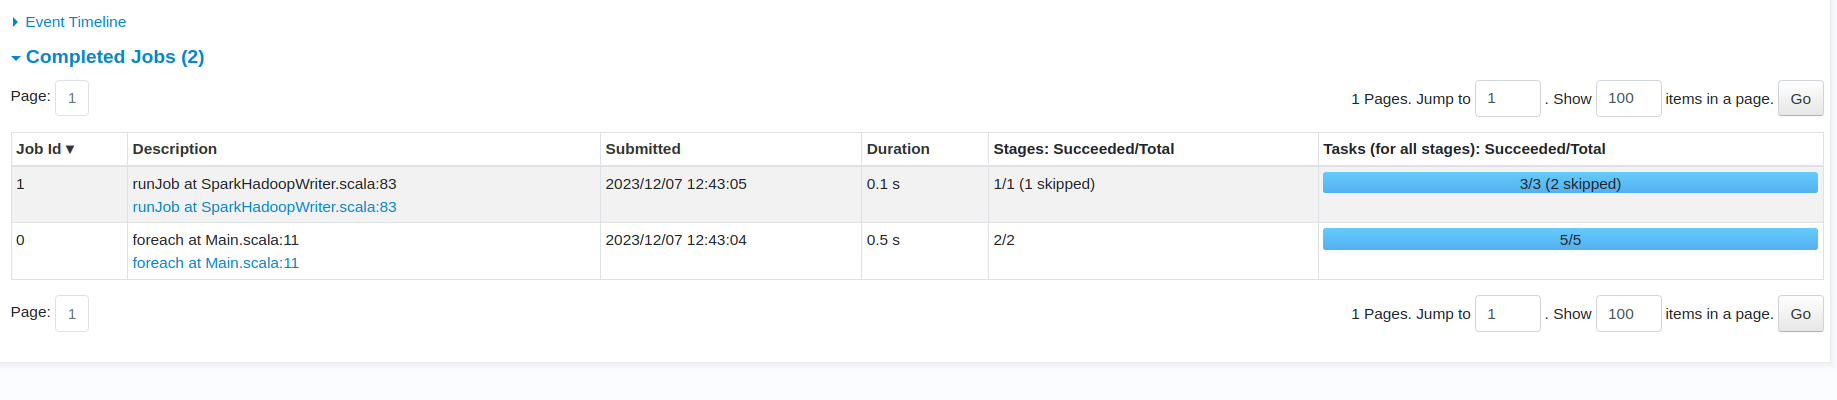 Event Timeline
Completed Jobs (2)
Page: 1 1 Pages. Jump to 1 . Show 100 items in a page. Go
Job Id ▾ Description Submitted Duration Stages: Succeeded/Total Tasks (for all stages): Succeeded/Total
1 runJob at SparkHadoopWriter.scala:83 2023/12/07 12:43:05 0.1 s 1/1 (1 skipped) 3/3 (2 skipped)
runJob at SparkHadoopWriter.scala:83
0 foreach at Main.scala:11 2023/12/07 12:43:04 0.5 s 2/2 5/5
foreach at Main.scala:11
Page: 1 1 Pages. Jump to 1 . Show 100 items in a page. Go